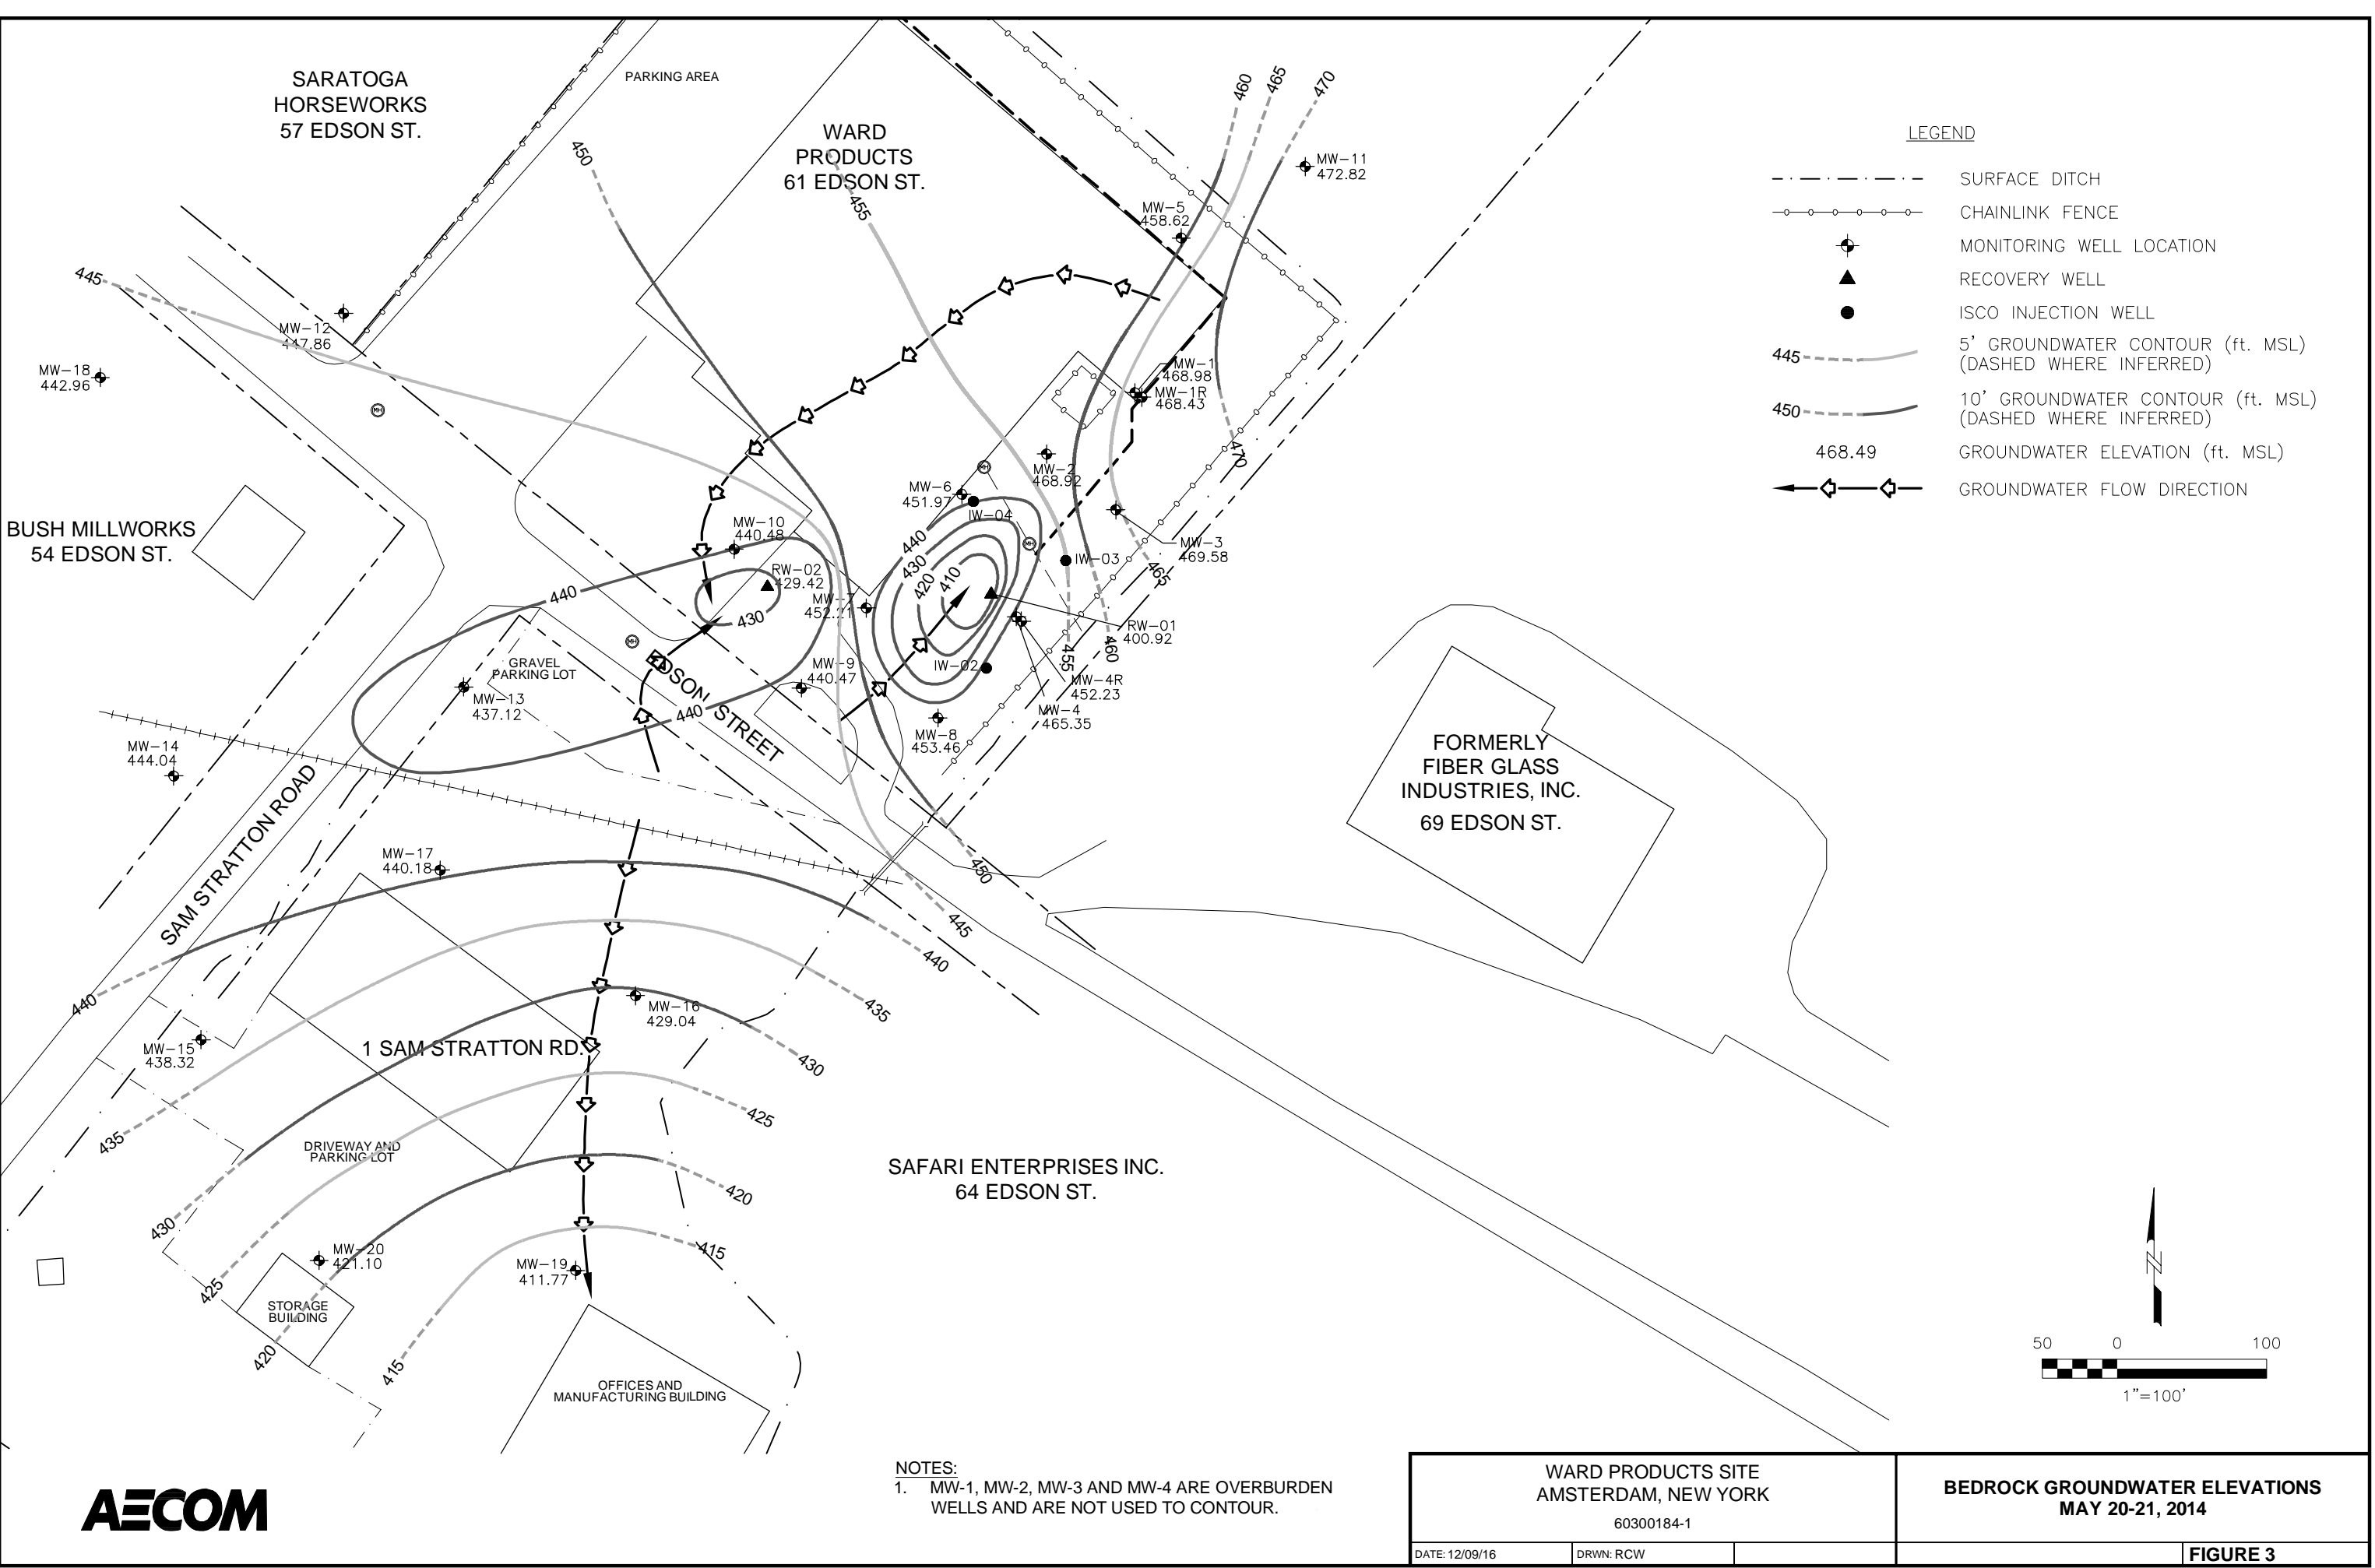 SARATOGA
HORSEWORKS
57 EDSON ST.
PARKING AREA
WARD
PRODUCTS
61 EDSON ST.
450
455
460
465
470
MW-11
472.82
MW-5
458.62
LEGEND
SURFACE DITCH
CHAINLINK FENCE
MONITORING WELL LOCATION
RECOVERY WELL
ISCO INJECTION WELL
445
5' GROUNDWATER CONTOUR (ft. MSL)
(DASHED WHERE INFERRED)
450
10' GROUNDWATER CONTOUR (ft. MSL)
(DASHED WHERE INFERRED)
468.49
GROUNDWATER ELEVATION (ft. MSL)
GROUNDWATER FLOW DIRECTION
445
MW-12
447.86
MW-18
442.96
MH
MW-1
468.98
MW-1R
468.43
470
MW-2
468.92
MH
MW-6
451.97
IW-04
MW-10
440.48
440
430
420
410
MH
IW-03
MW-3
469.58
465
BUSH MILLWORKS
54 EDSON ST.
RW-02
429.42
440
430
MW-7
452.21
RW-01
400.92
460
455
MH
GRAVEL
PARKING LOT
EDSON STREET
MW-9
440.47
IW-02
MW-4R
452.23
MW-4
465.35
MW-13
437.12
440
MW-8
453.46
MW-14
444.04
FORMERLY
FIBER GLASS
INDUSTRIES, INC.
69 EDSON ST.
SAM STRATTON ROAD
MW-17
440.18
450
445
440
440
435
MW-16
429.04
MW-15
438.32
1 SAM STRATTON RD.
430
435
425
DRIVEWAY AND
PARKING LOT
SAFARI ENTERPRISES INC.
64 EDSON ST.
420
430
MW-20
421.10
415
MW-19
411.77
425
STORAGE
BUILDING
420
415
OFFICES AND
MANUFACTURING BUILDING
N
50 0 100
1"=100'
AECOM
NOTES:
1. MW-1, MW-2, MW-3 AND MW-4 ARE OVERBURDEN
WELLS AND ARE NOT USED TO CONTOUR.
WARD PRODUCTS SITE
AMSTERDAM, NEW YORK
60300184-1
BEDROCK GROUNDWATER ELEVATIONS
MAY 20-21, 2014
DATE: 12/09/16
DRWN: RCW
FIGURE 3